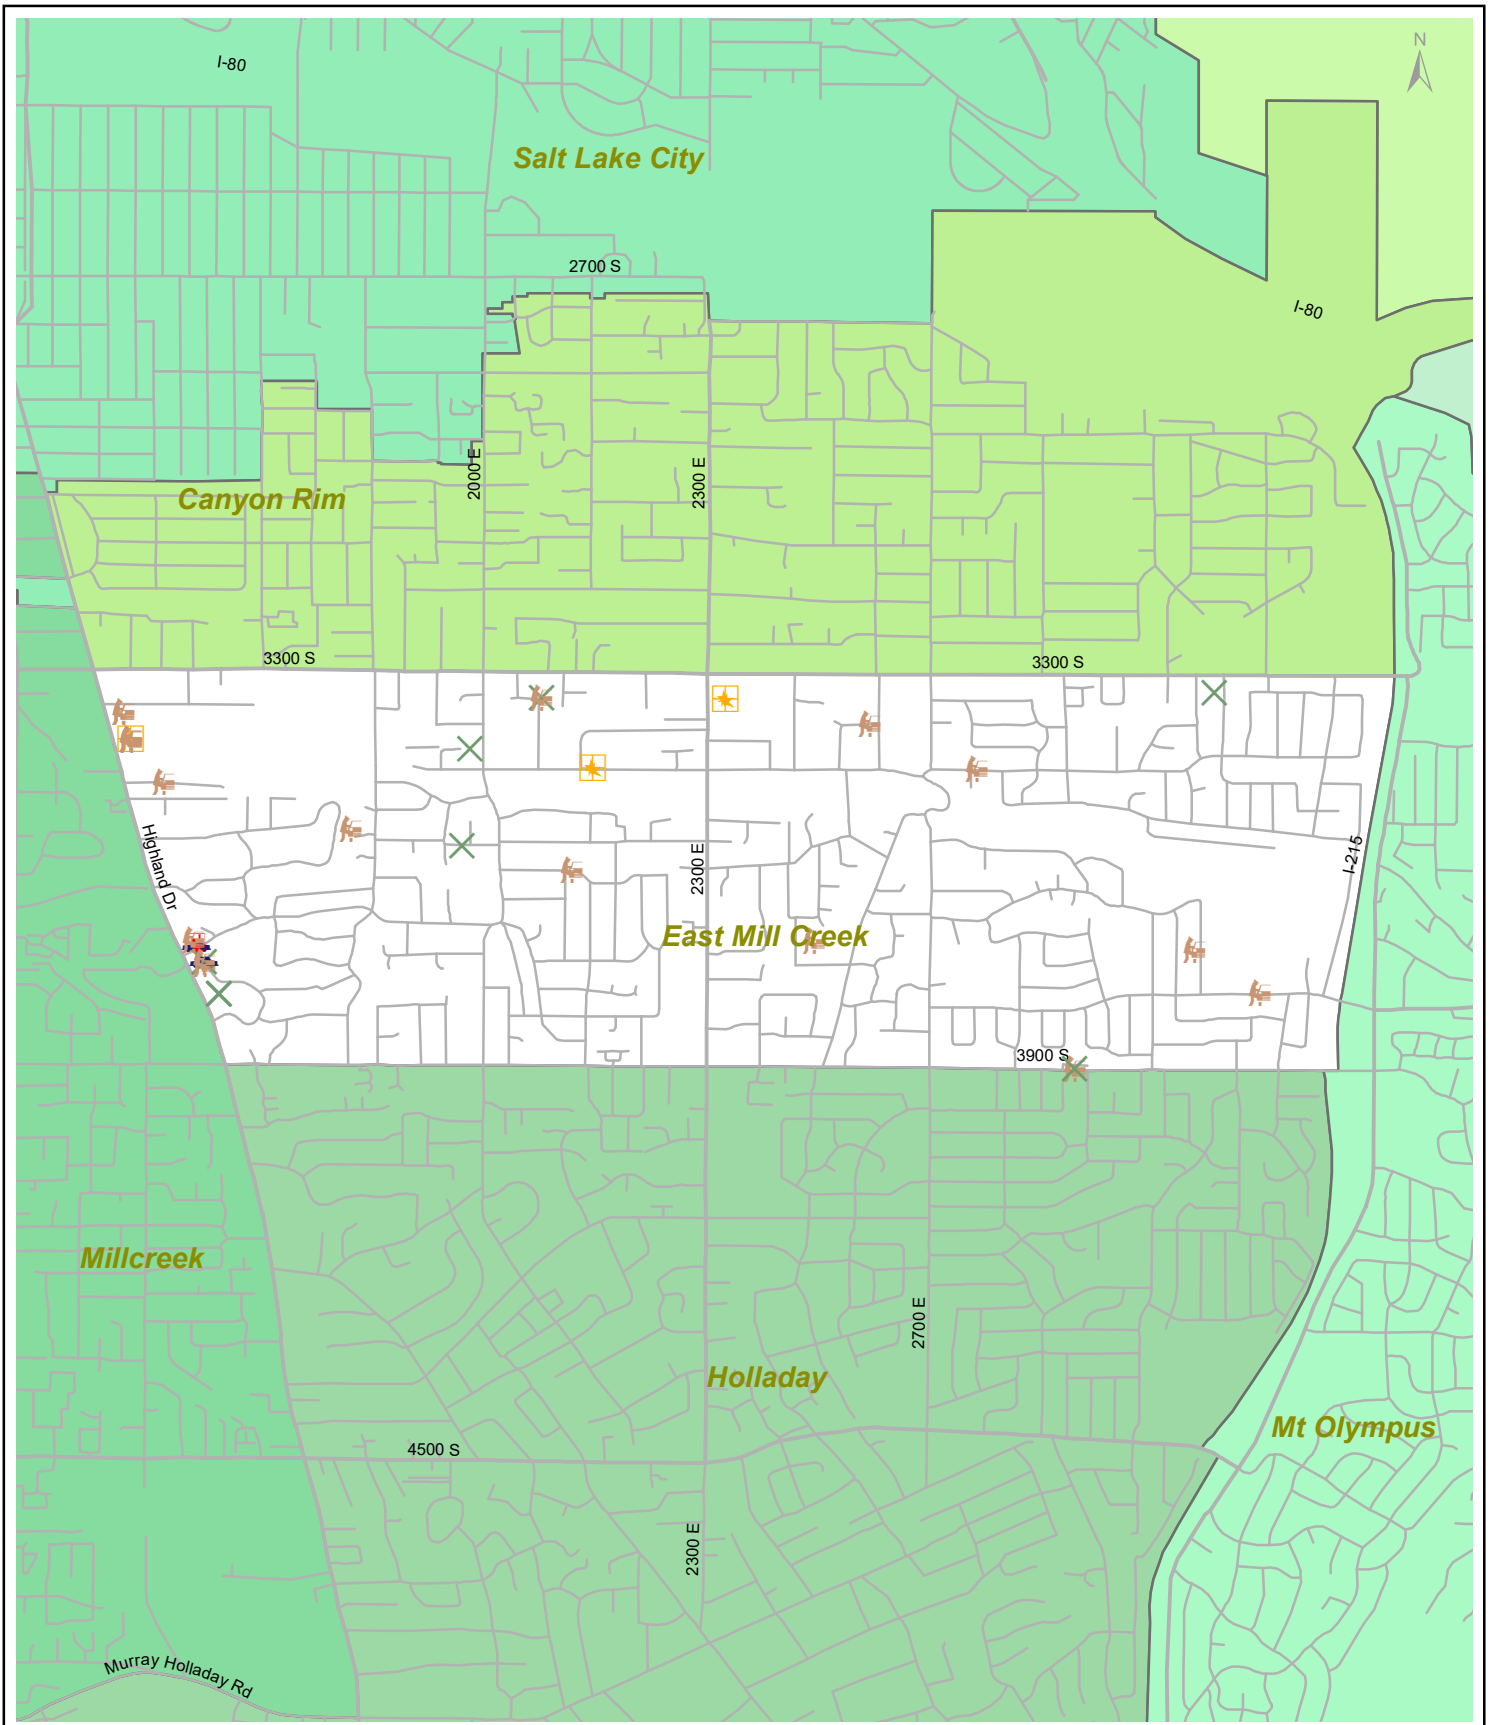 N
I-80
Salt Lake City
2700 S
I-80
2000 E
2300 E
Canyon Rim
3300 S
3300 S
Highland Dr
2300 E
I-215
East Mill Creek
3900 S
Millcreek
2700 E
Holladay
Mt Olympus
4500 S
2300 E
Murray Holladay Rd